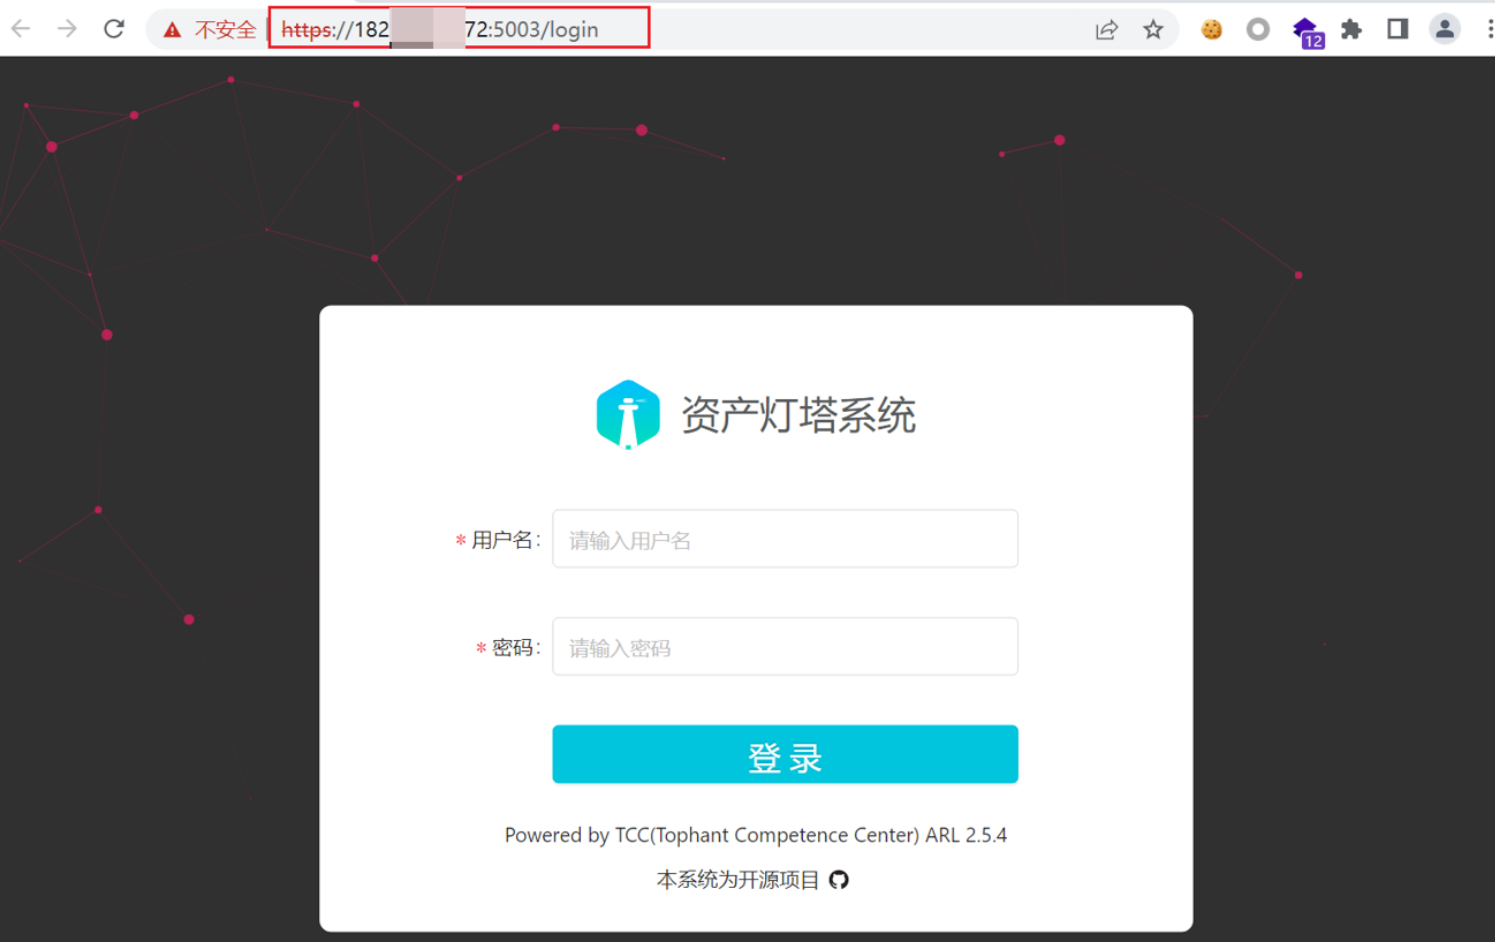 不安全 https://182 72:5003/login
12
资产灯塔系统
* 用户名: 请输入用户名
* 密码: 请输入密码
登 录
Powered by TCC(Tophant Competence Center) ARL 2.5.4
本系统为开源项目